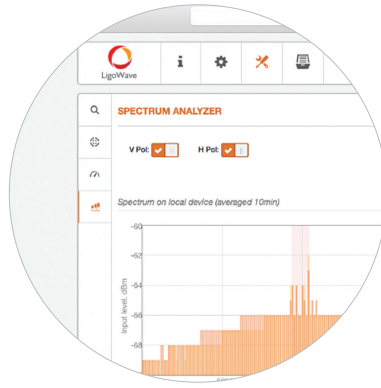 LigoWave
SPECTRUM ANALYZER
V Pol:
H Pol:
Spectrum on local device (averaged 10min)
Input level, dBm
-60
-62
-64
-66
-68